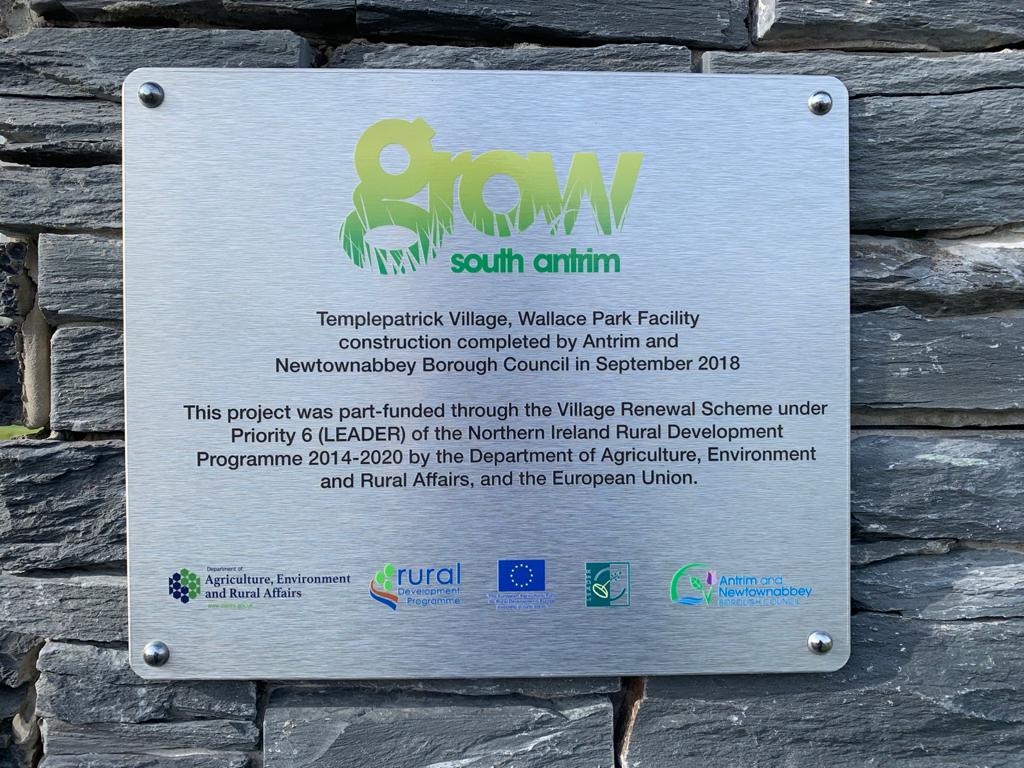 grow
south antrim
Templepatrick Village, Wallace Park Facility
construction completed by Antrim and
Newtownabbey Borough Council in September 2018
This project was part-funded through the Village Renewal Scheme under
Priority 6 (LEADER) of the Northern Ireland Rural Development
Programme 2014-2020 by the Department of Agriculture, Environment
and Rural Affairs, and the European Union.
Department of
Agriculture, Environment
and Rural Affairs
rural
Development
Programme
LEADER
Antrim and
Newtownabbey
BOROUGH COUNCIL